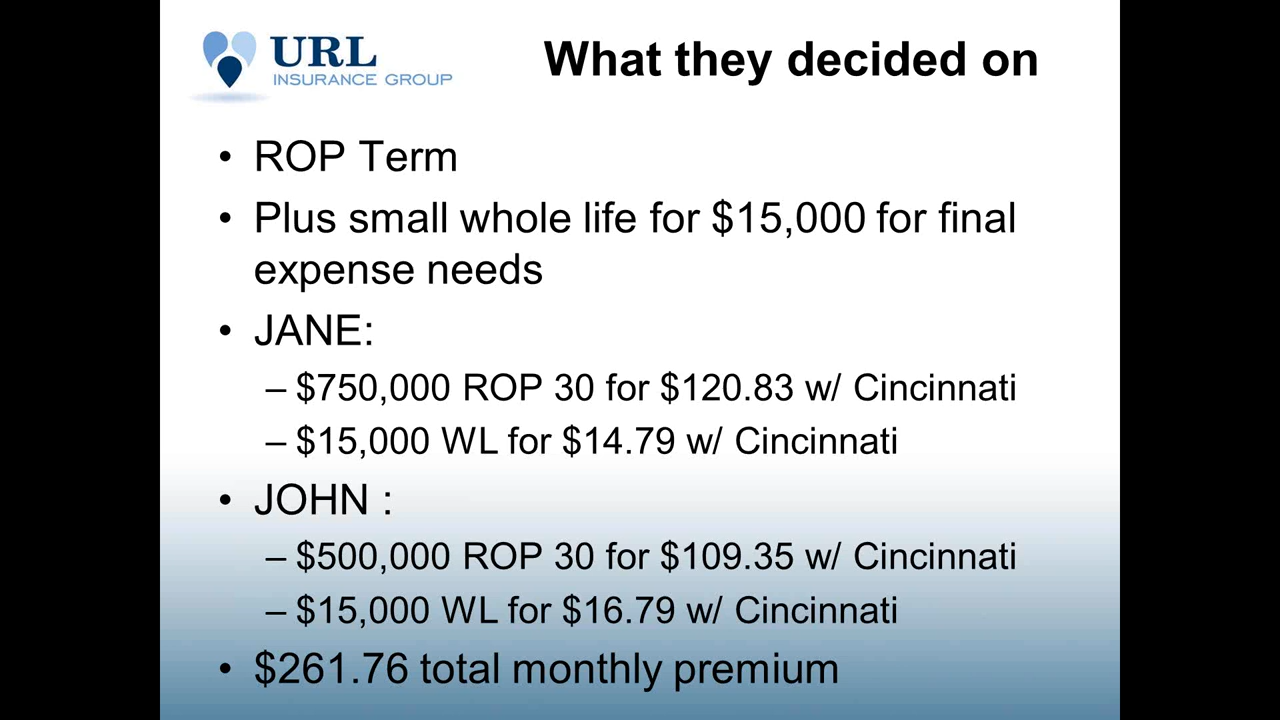 URL
INSURANCE GROUP
What they decided on
• ROP Term
• Plus small whole life for $15,000 for final
expense needs
• JANE:
– $750,000 ROP 30 for $120.83 w/ Cincinnati
– $15,000 WL for $14.79 w/ Cincinnati
• JOHN :
– $500,000 ROP 30 for $109.35 w/ Cincinnati
– $15,000 WL for $16.79 w/ Cincinnati
• $261.76 total monthly premium